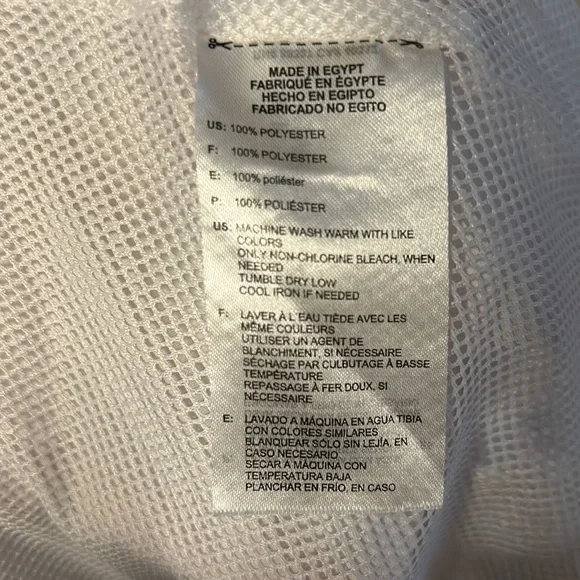 MADE IN EGYPT
FABRIQUÉ EN ÉGYPTE
HECHO EN EGIPTO
FABRICADO NO EGITO
US: 100% POLYESTER
F: 100% POLYESTER
E: 100% poliéster
P: 100% POLIÉSTER
US: MACHINE WASH WARM WITH LIKE
COLORS
ONLY NON-CHLORINE BLEACH, WHEN
NEEDED
TUMBLE DRY LOW
COOL IRON IF NEEDED
F: LAVER À L'EAU TIÈDE AVEC LES
MÊME COULEURS
UTILISER UN AGENT DE
BLANCHIMENT, SI NÉCESSAIRE
SÉCHAGE PAR CULBUTAGE À BASSE
TEMPÉRATURE
REPASSAGE À FER DOUX, SI
NÉCESSAIRE
E: LAVADO A MÁQUINA EN AGUA TIBIA
CON COLORES SIMILARES
BLANQUEAR SÓLO SIN LEJÍA, EN
CASO NECESARIO
SECAR A MÁQUINA CON
TEMPERATURA BAJA
PLANCHAR EN FRÍO, EN CASO